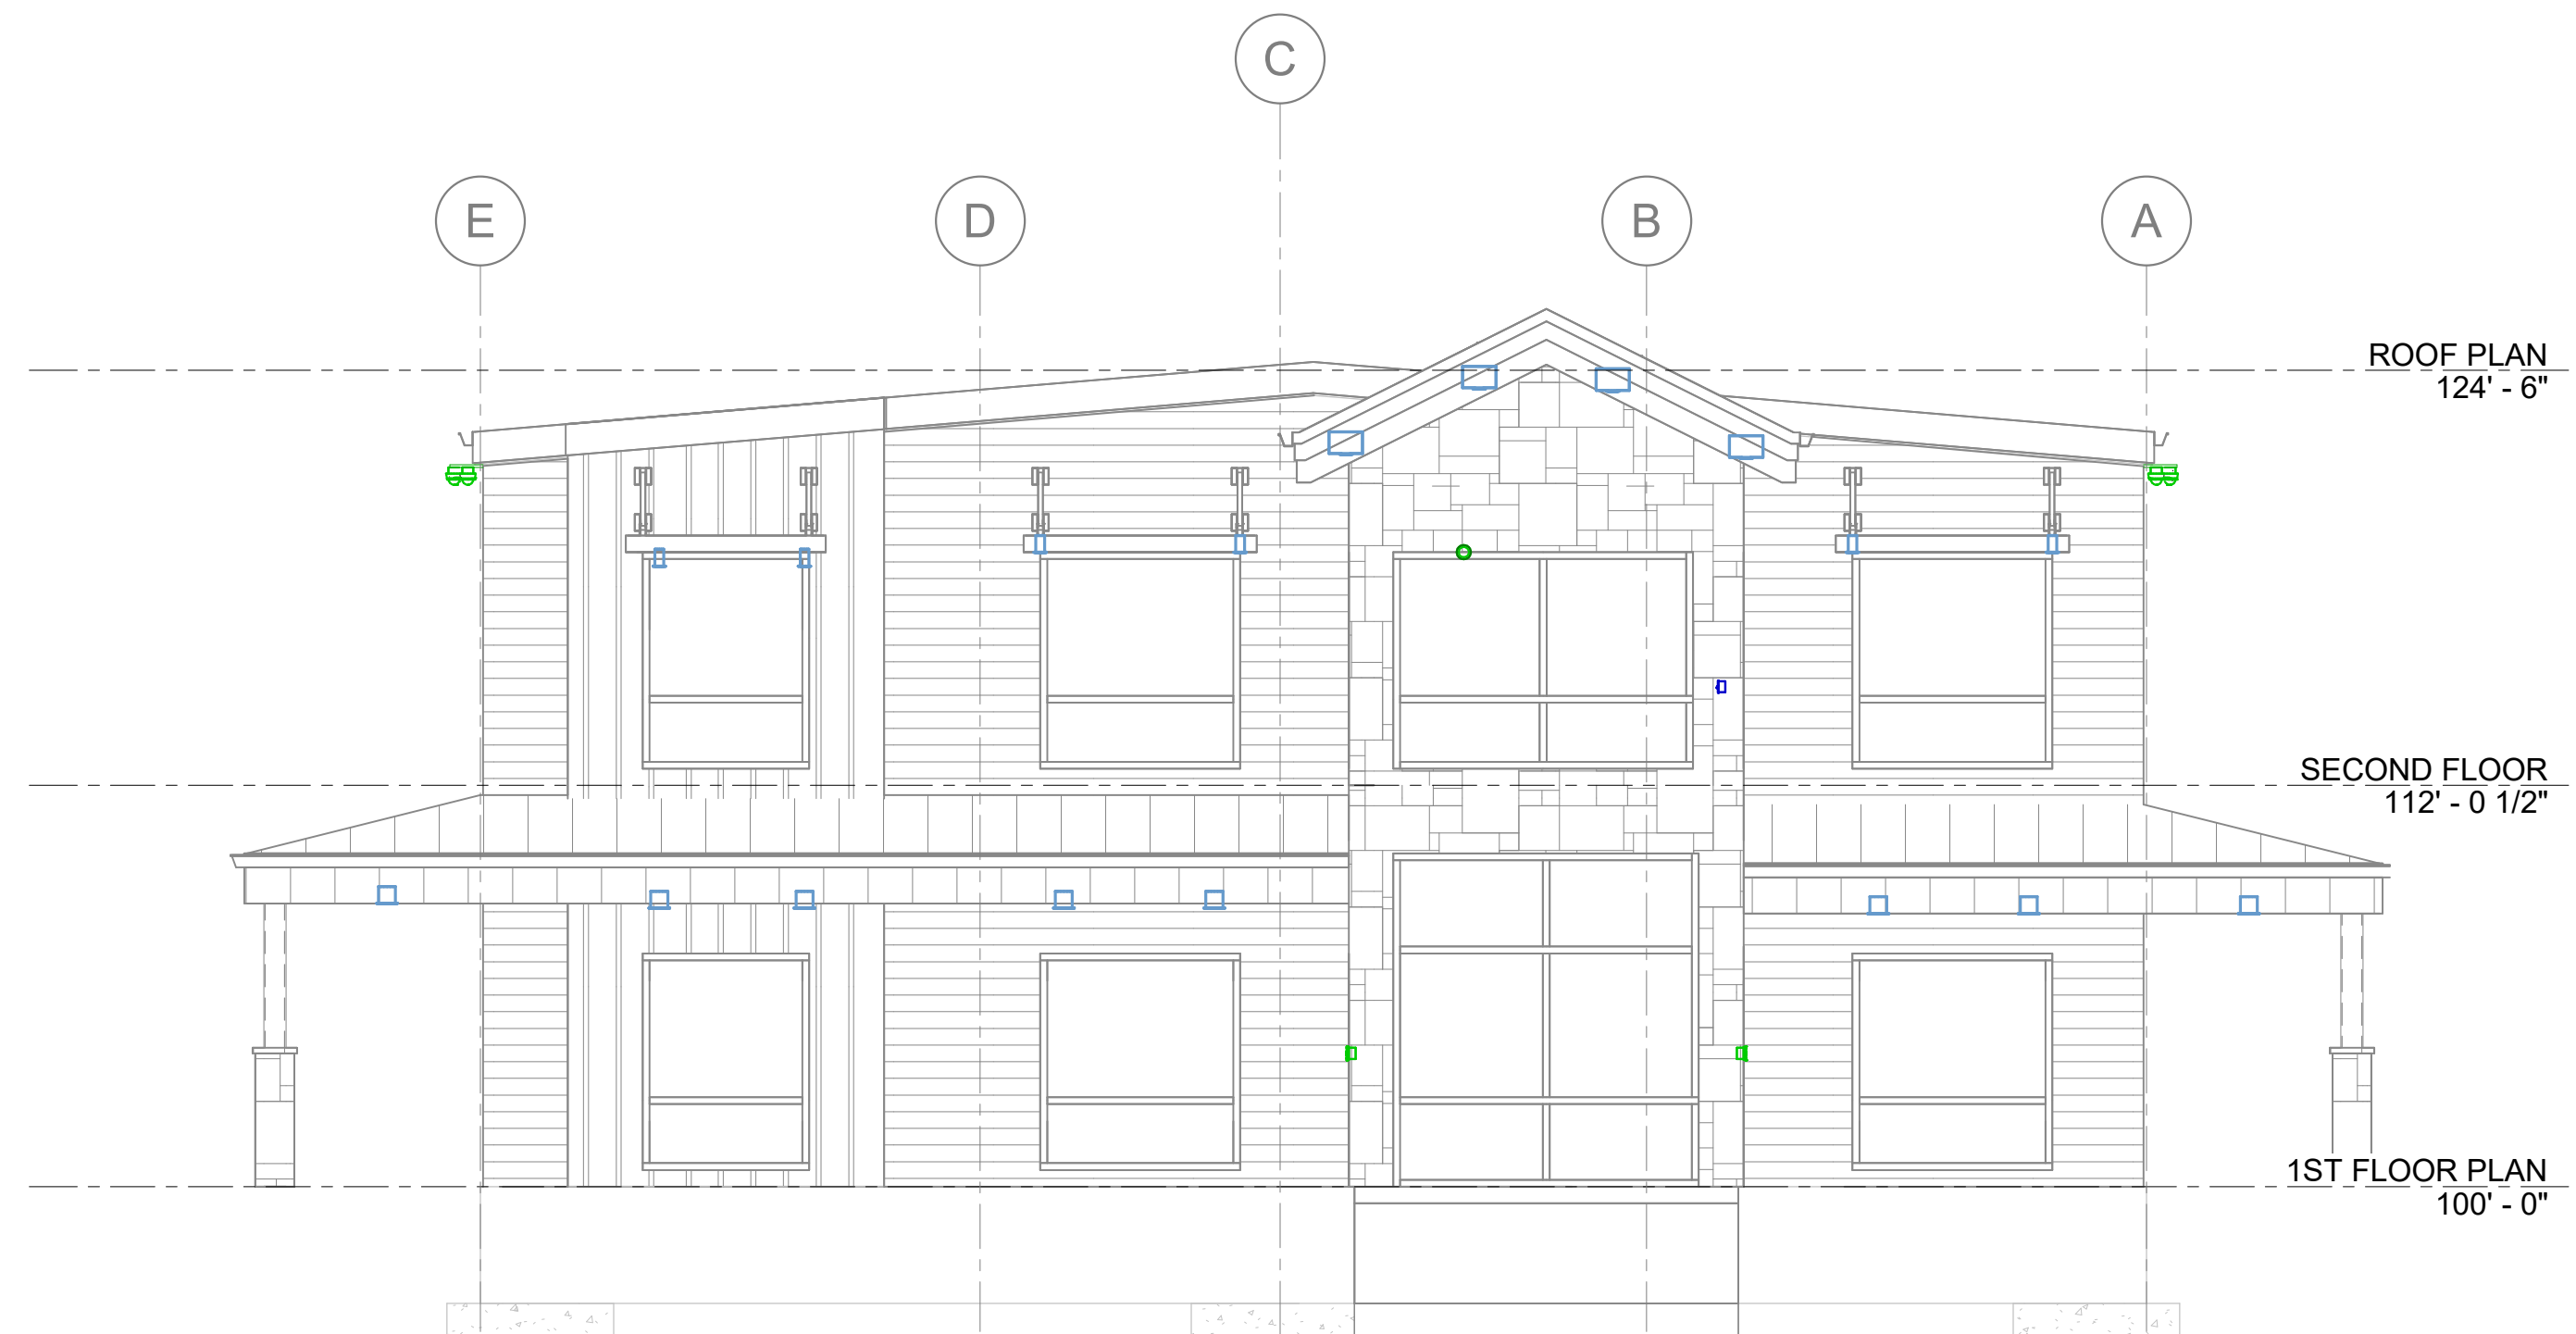 C
E
D
B
A
ROOF PLAN
124' - 6"
SECOND FLOOR
112' - 0 1/2"
1ST FLOOR PLAN
100' - 0"